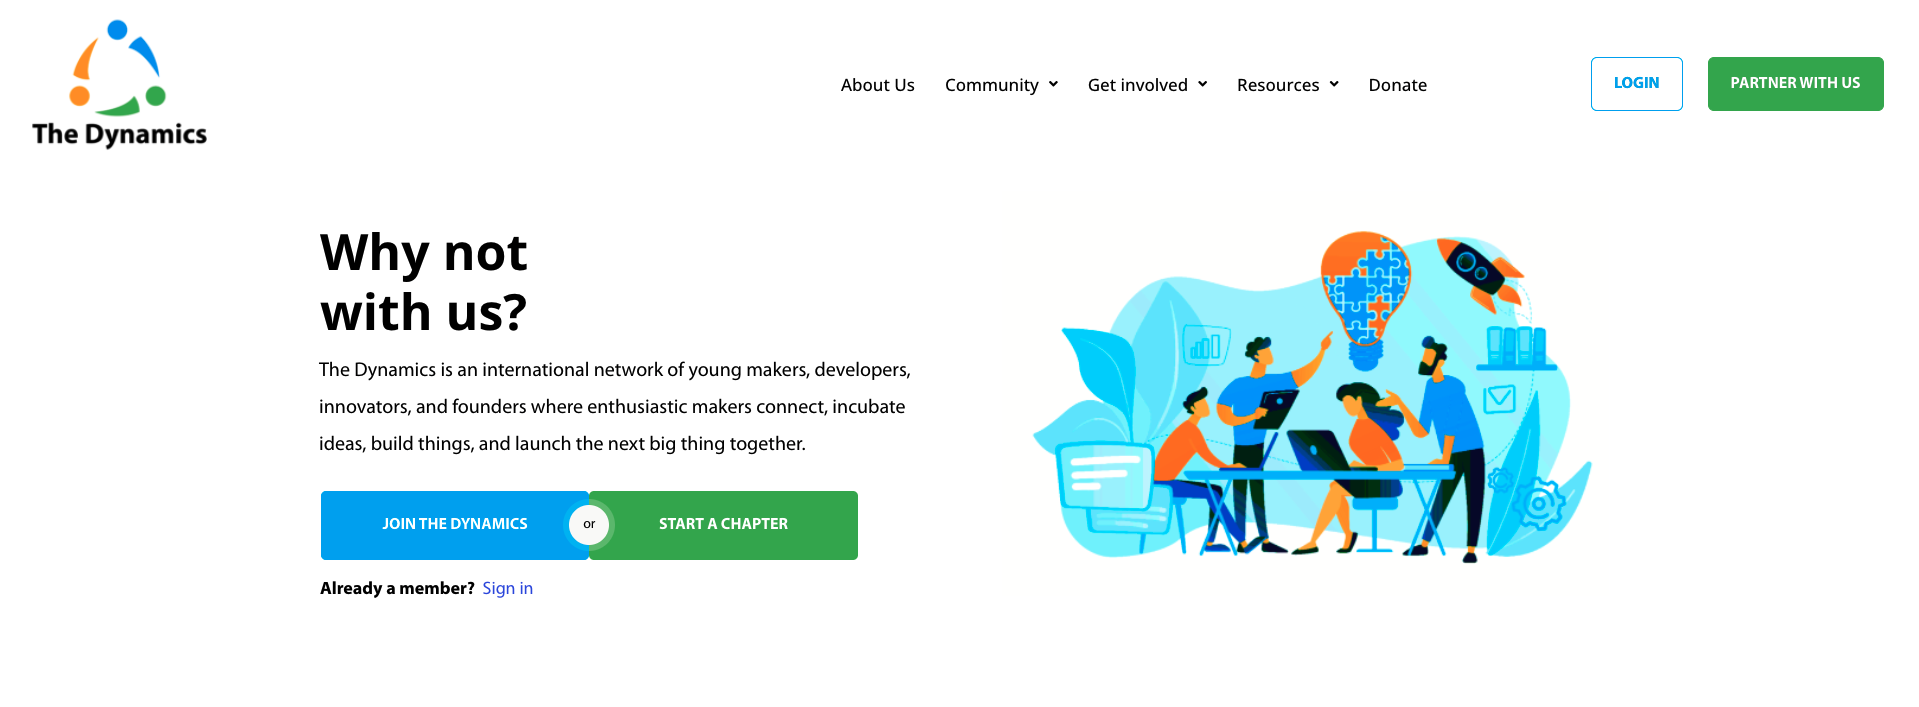 The Dynamics
About Us Community Get involved Resources Donate
LOGIN
PARTNER WITH US
Why not
with us?
The Dynamics is an international network of young makers, developers,
innovators, and founders where enthusiastic makers connect, incubate
ideas, build things, and launch the next big thing together.
JOIN THE DYNAMICS or START A CHAPTER
Already a member? Sign in